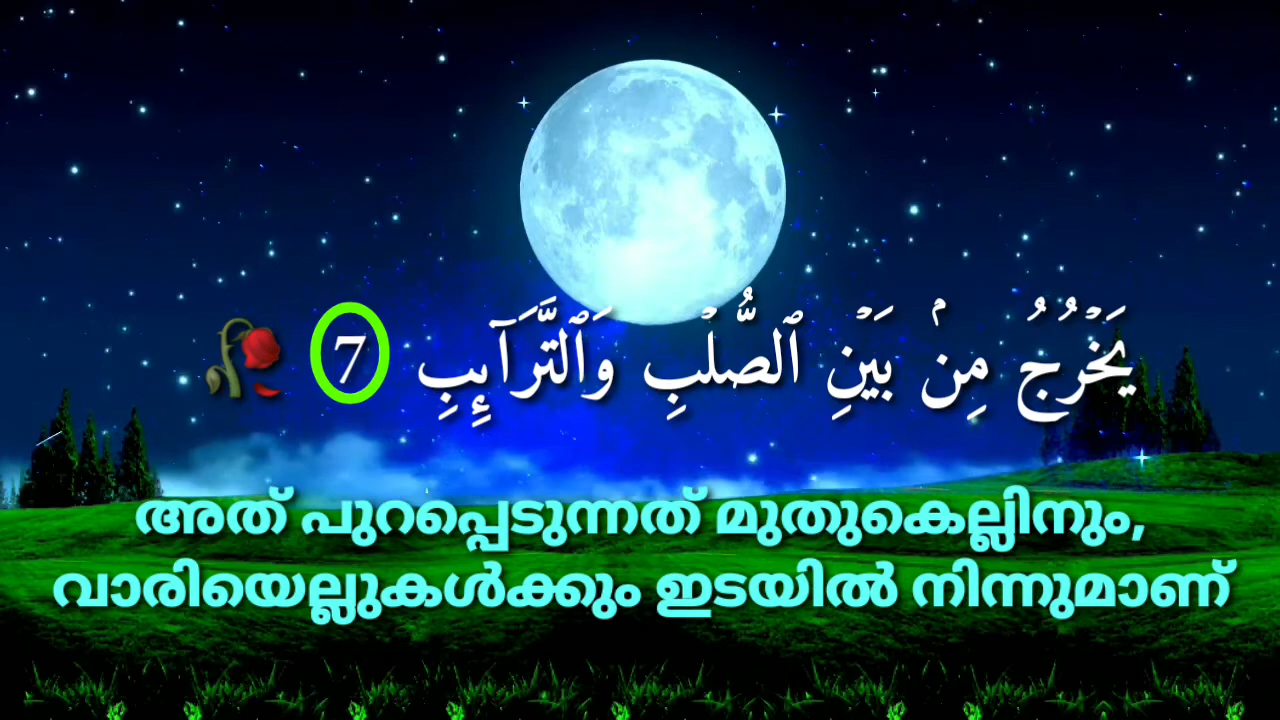 يَخۡرُجُ مِنۢ بَيۡنِ ٱلصُّلۡبِ وَٱلتَّرَآئِبِ 7
അത് പുറപ്പെടുന്നത് മുതുകെല്ലിനും,
വാരിയെല്ലുകൾക്കും ഇടയിൽ നിന്നുമാണ്